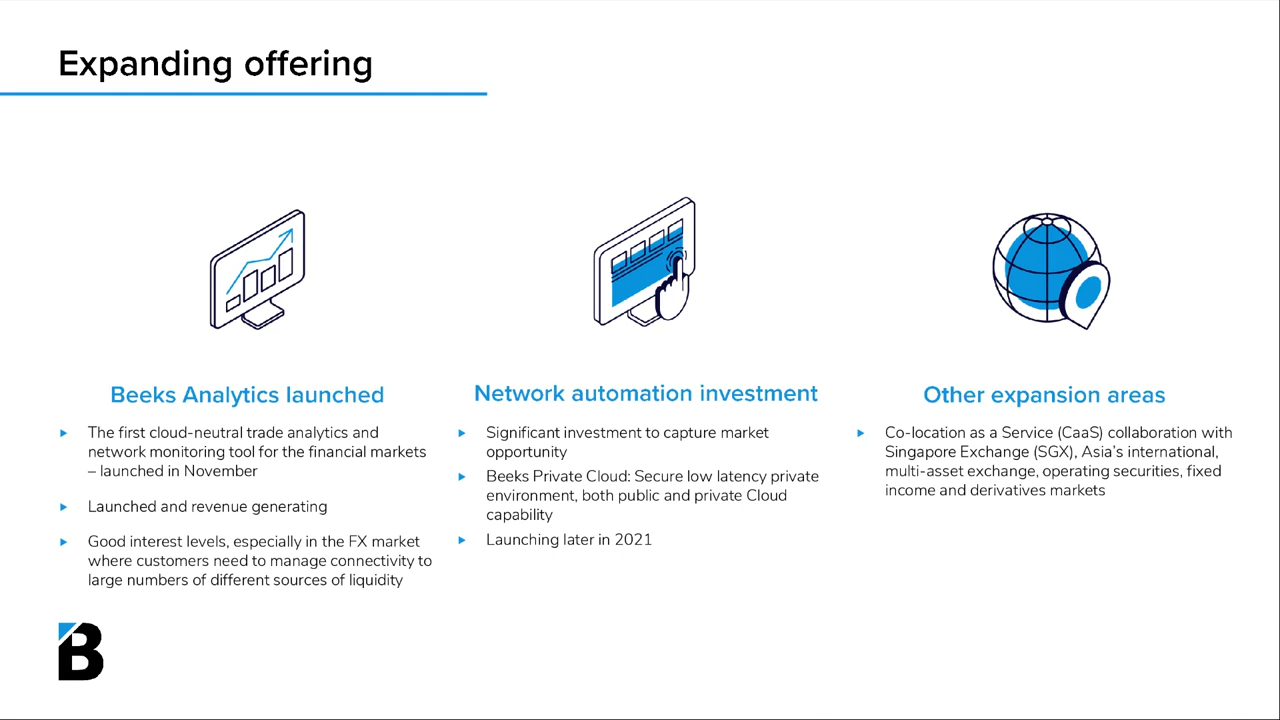 Expanding offering
Beeks Analytics launched
The first cloud-neutral trade analytics and
network monitoring tool for the financial markets
– launched in November
Launched and revenue generating
Good interest levels, especially in the FX market
where customers need to manage connectivity to
large numbers of different sources of liquidity
Network automation investment
Significant investment to capture market
opportunity
Beeks Private Cloud: Secure low latency private
environment, both public and private Cloud
capability
Launching later in 2021
Other expansion areas
Co-location as a Service (CaaS) collaboration with
Singapore Exchange (SGX), Asia’s international,
multi-asset exchange, operating securities, fixed
income and derivatives markets
B